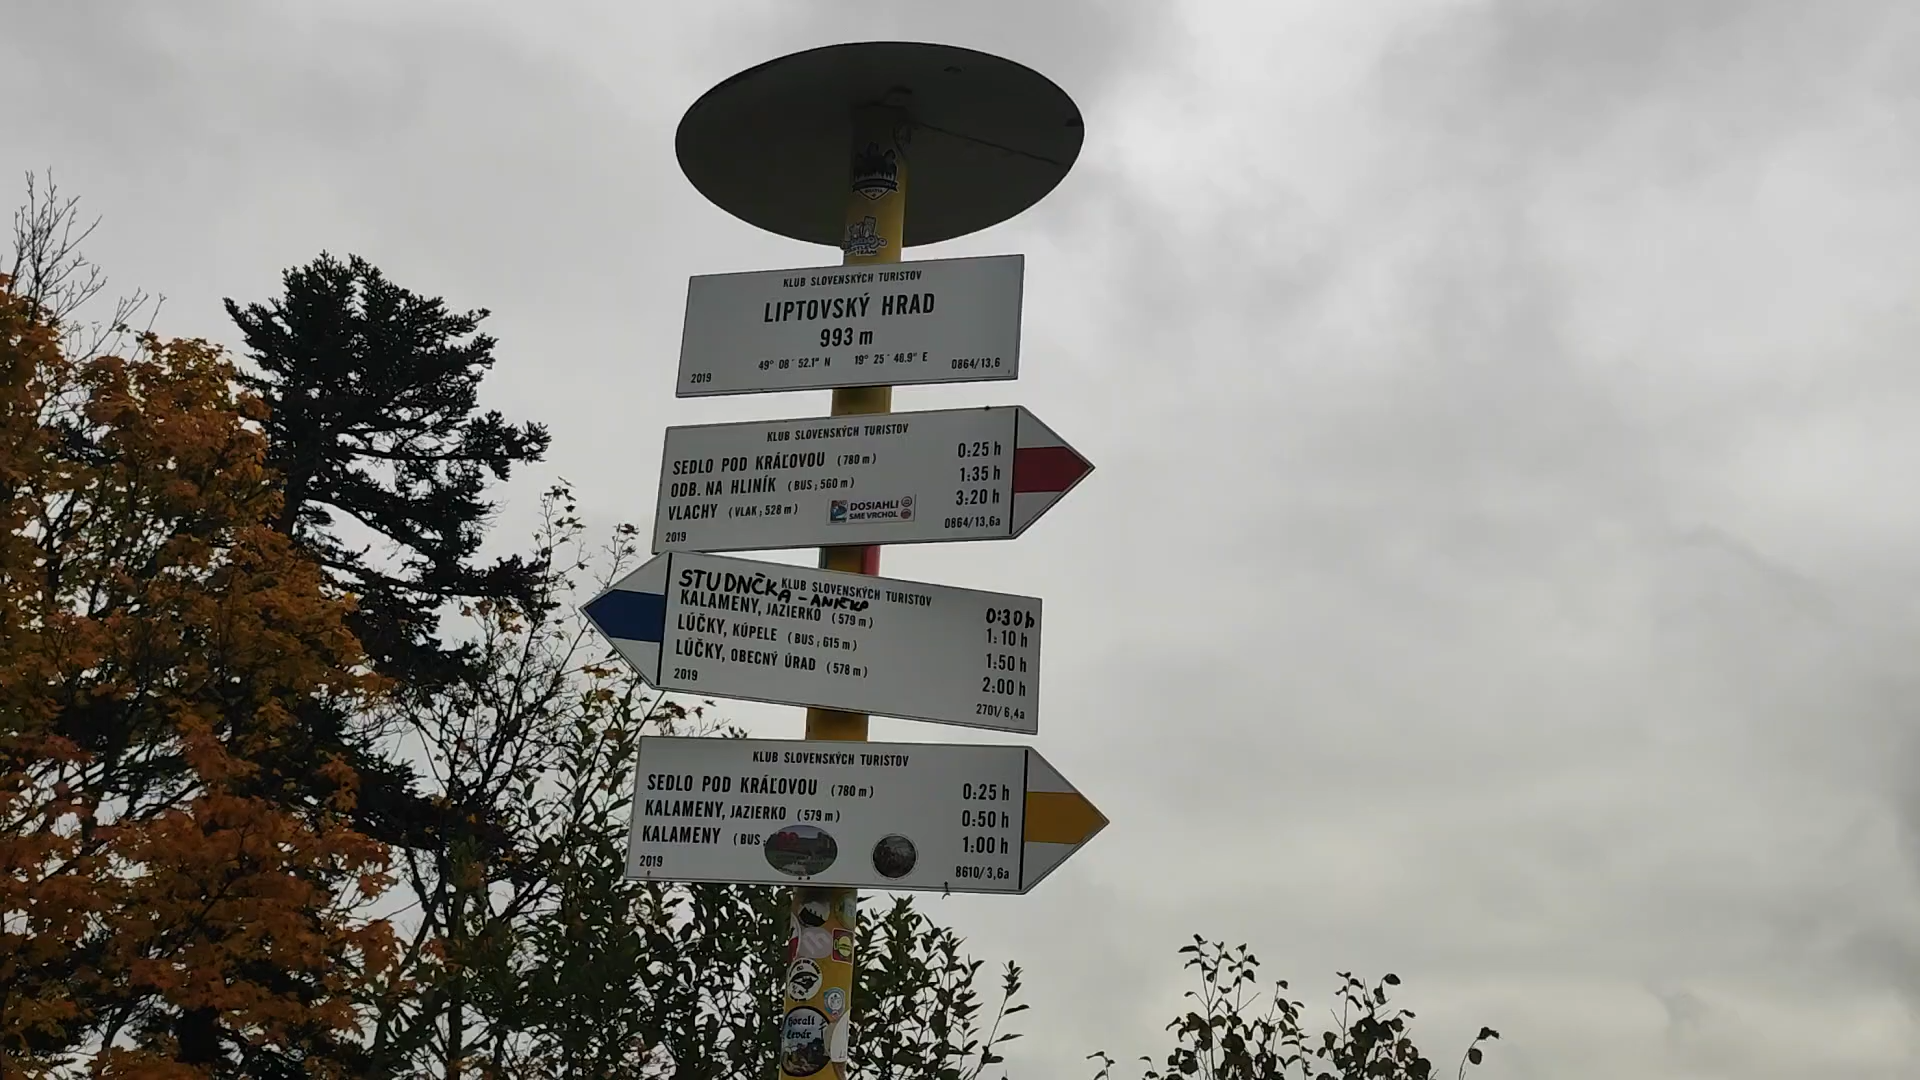 KLUB SLOVENSKÝCH TURISTOV
LIPTOVSKÝ HRAD
993 m
49° 08´ 52.1" N 19° 25´ 46.9" E 0864/13,6
2019
KLUB SLOVENSKÝCH TURISTOV
SEDLO POD KRÁĽOVOU (780 m) 0:25 h
ODB. NA HLINÍK (BUS; 560 m) 1:35 h
VLACHY (VLAK; 528 m) 3:20 h
DOSIAHLI
SME VRCHOL
2019 0864/13,6a
KLUB SLOVENSKÝCH TURISTOV
STUDNČKA - 0:30 h
KALAMENY, JAZIERKO (579 m) 1:10 h
LÚČKY, KÚPELE (BUS; 615 m) 1:50 h
LÚČKY, OBECNÝ ÚRAD (578 m) 2:00 h
2019 2701/6,4a
KLUB SLOVENSKÝCH TURISTOV
SEDLO POD KRÁĽOVOU (780 m) 0:25 h
KALAMENY, JAZIERKO (579 m) 0:50 h
KALAMENY (BUS; 1:00 h
2019 8610/3,6a
Horali